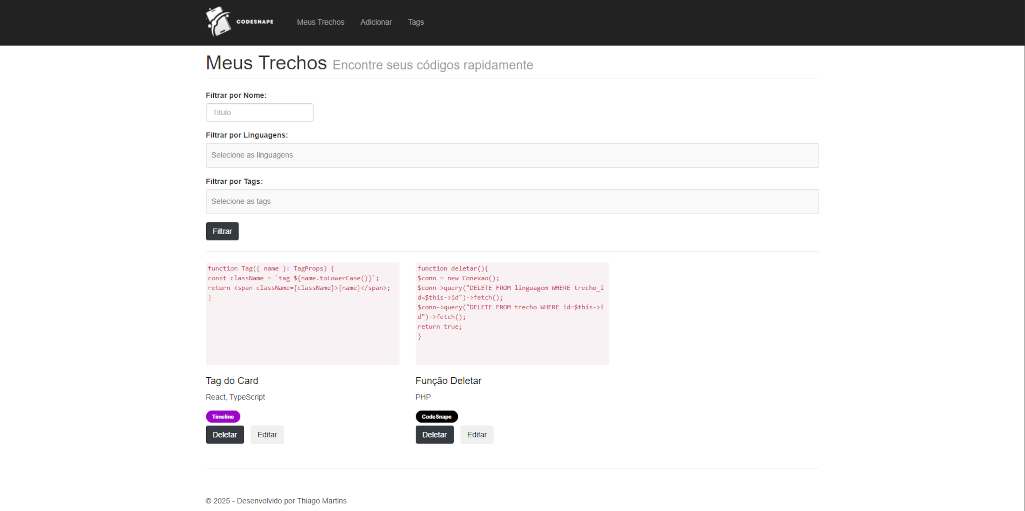 CODESNAPE
Meus Trechos
Adicionar
Tags
Meus Trechos Encontre seus códigos rapidamente
Filtrar por Nome:
Título
Filtrar por Linguagens:
Selecione as linguagens
Filtrar por Tags:
Selecione as tags
Filtrar
function Tag({ name }: TagProps) {
const className = `tag ${name.toLowerCase()}`;
return <span className={className}>{name}</span>;
}
Tag do Card
React, TypeScript
Timeline
Deletar
Editar
function deletar(){
$conn = new Conexao();
$conn->query("DELETE FROM linguagem WHERE trecho_i
d=$this->id")->fetch();
$conn->query("DELETE FROM trecho WHERE id=$this->i
d")->fetch();
return true;
}
Função Deletar
PHP
CodeSnape
Deletar
Editar
© 2025 - Desenvolvido por Thiago Martins